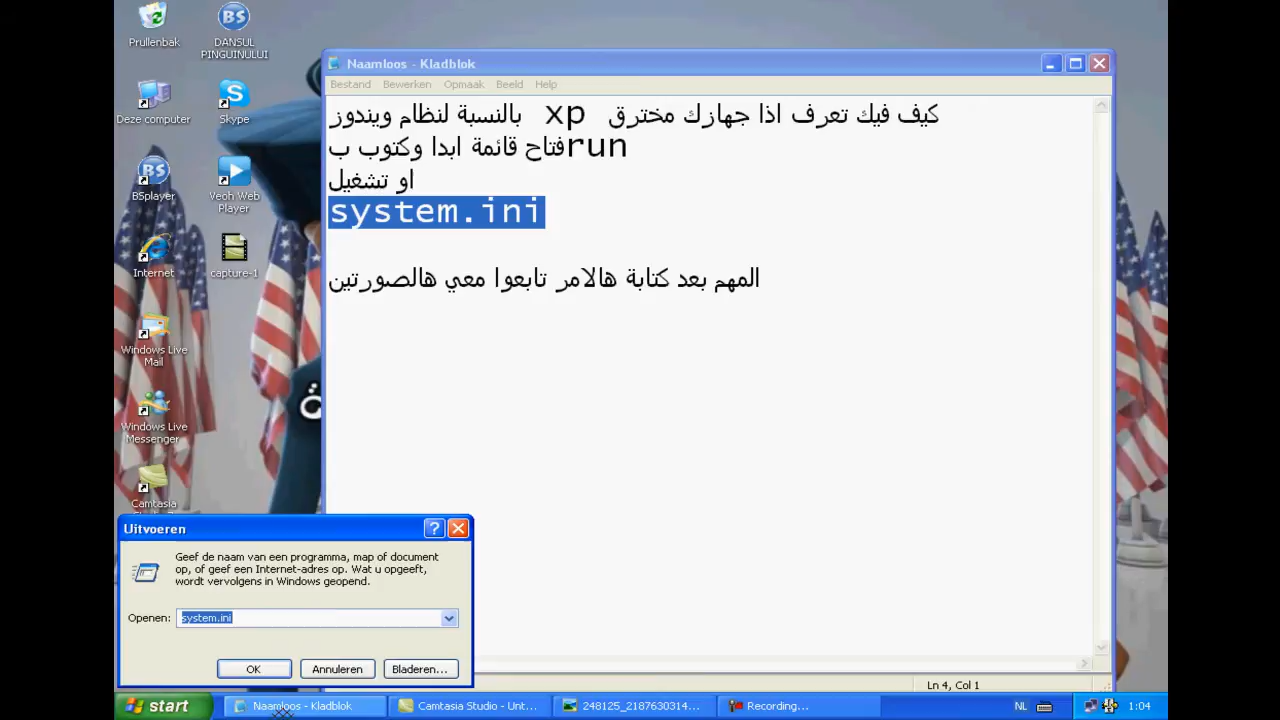 Prullenbak
DANSUL
PINGUINULUI
Deze computer
Skype
BSplayer
Veoh Web
Player
Internet
capture-1
Windows Live
Mail
Windows Live
Messenger
Camtasia
Naamloos - Kladblok
Bestand Bewerken Opmaak Beeld Help
كيف فيك تعرف اذا جهازك مخترق xp بالنسبة لنظام ويندوز
runفتاح قائمة ابدا وكتوب ب
او تشغيل
system.ini
المهم بعد كتابة هالامر تابعوا معي هالصورتين
Ln 4, Col 1
Uitvoeren
Geef de naam van een programma, map of document
op, of geef een Internet-adres op. Wat u opgeeft,
wordt vervolgens in Windows geopend.
Openen: system.ini
OK Annuleren Bladeren...
start Naamloos - Kladblok Camtasia Studio - Unt... 248125_2187630314... Recording... NL 1:04